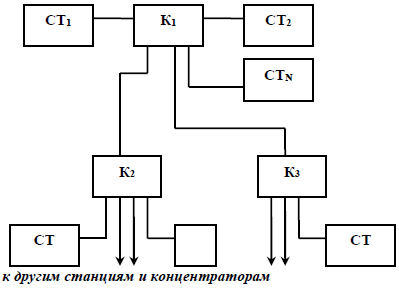 СТ₁
К₁
СТ₂
СТN
К₂
К₃
СТ
СТ
к другим станциям и концентраторам